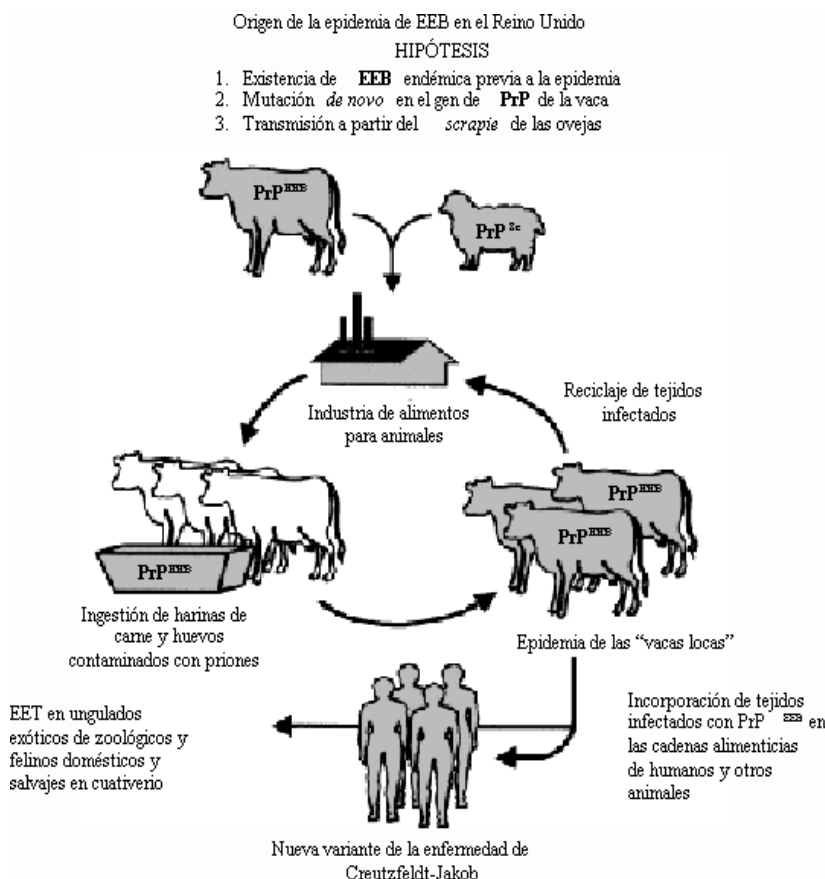 Origen de la epidemia de EEB en el Reino Unido
HIPÓTESIS
1. Existencia de EEB endémica previa a la epidemia
2. Mutación de novo en el gen de PrP de la vaca
3. Transmisión a partir del scrapie de las ovejas
PrP EEB
PrP Sc
Industria de alimentos
para animales
Reciclaje de tejidos
infectados
PrP EEB
PrP EEB
PrP EEB
Ingestión de harinas de
carne y huevos
contaminados con priones
Epidemia de las “vacas locas”
EET en ungulados
exóticos de zoológicos y
felinos domésticos y
salvajes en cuativerio
Incorporación de tejidos
infectados con PrP EEB en
las cadenas alimenticias
de humanos y otros
animales
Nueva variante de la enfermedad de
Creutzfeldt-Jakob